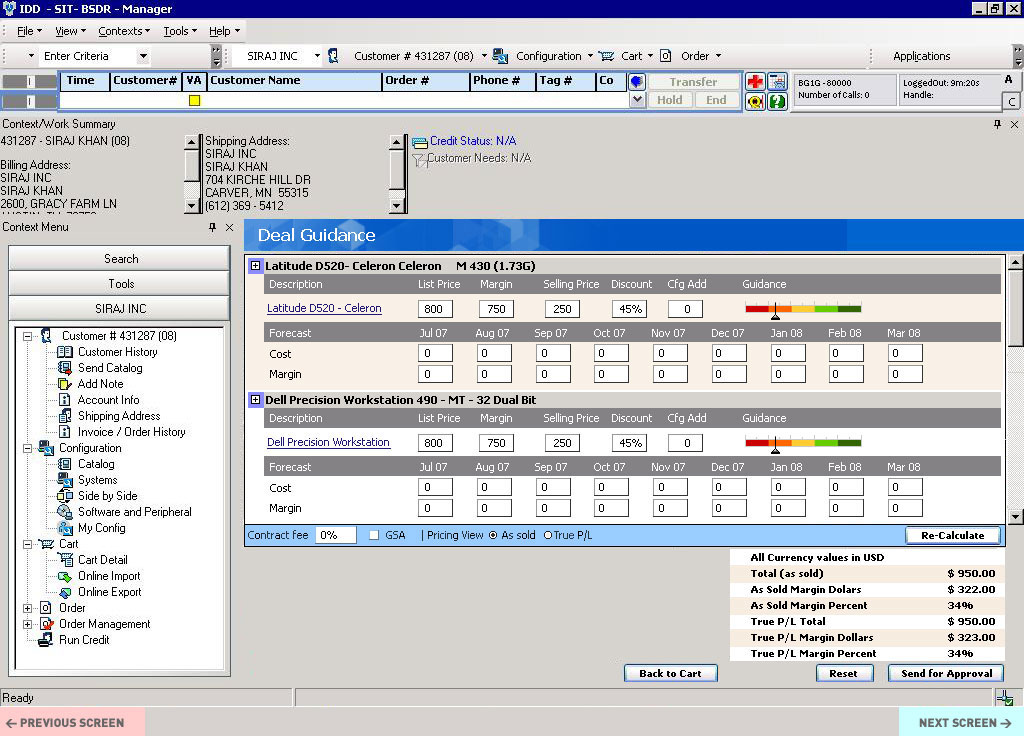 IDD - SIT- BSDR - Manager
File View Contexts Tools Help
Enter Criteria SIRAJ INC Customer # 431287 (08) Configuration Cart Order Applications
Time Customer# VA Customer Name Order # Phone # Tag # Co Transfer
Hold End
BG1G - 80000
Number of Calls: 0
LoggedOut: 9m:20s
Handle:
A
C
Context/Work Summary
431287 - SIRAJ KHAN (08)
Billing Address:
SIRAJ INC
SIRAJ KHAN
2600, GRACY FARM LN
Shipping Address:
SIRAJ INC
SIRAJ KHAN
704 KIRCHE HILL DR
CARVER, MN 55315
(612) 369 - 5412
Credit Status: N/A
Customer Needs: N/A
Context Menu
Search
Tools
SIRAJ INC
Customer # 431287 (08)
Customer History
Send Catalog
Add Note
Account Info
Shipping Address
Invoice / Order History
Configuration
Catalog
Systems
Side by Side
Software and Peripheral
My Config
Cart
Cart Detail
Online Import
Online Export
Order
Order Management
Run Credit
Deal Guidance
Latitude D520- Celeron Celeron M 430 (1.73G)
Description List Price Margin Selling Price Discount Cfg Add Guidance
Latitude D520 - Celeron 800 750 250 45% 0
Forecast Jul 07 Aug 07 Sep 07 Oct 07 Nov 07 Dec 07 Jan 08 Feb 08 Mar 08
Cost 0 0 0 0 0 0 0 0 0
Margin 0 0 0 0 0 0 0 0 0
Dell Precision Workstation 490 - MT - 32 Dual Bit
Description List Price Margin Selling Price Discount Cfg Add Guidance
Dell Precision Workstation 800 750 250 45% 0
Forecast Jul 07 Aug 07 Sep 07 Oct 07 Nov 07 Dec 07 Jan 08 Feb 08 Mar 08
Cost 0 0 0 0 0 0 0 0 0
Margin 0 0 0 0 0 0 0 0 0
Contract fee 0% GSA | Pricing View As sold True P/L Re-Calculate
All Currency values in USD
Total (as sold) $ 950.00
As Sold Margin Dolars $ 322.00
As Sold Margin Percent 34%
True P/L Total $ 950.00
True P/L Margin Dollars $ 323.00
True P/L Margin Percent 34%
Back to Cart Reset Send for Approval
Ready
← PREVIOUS SCREEN NEXT SCREEN →